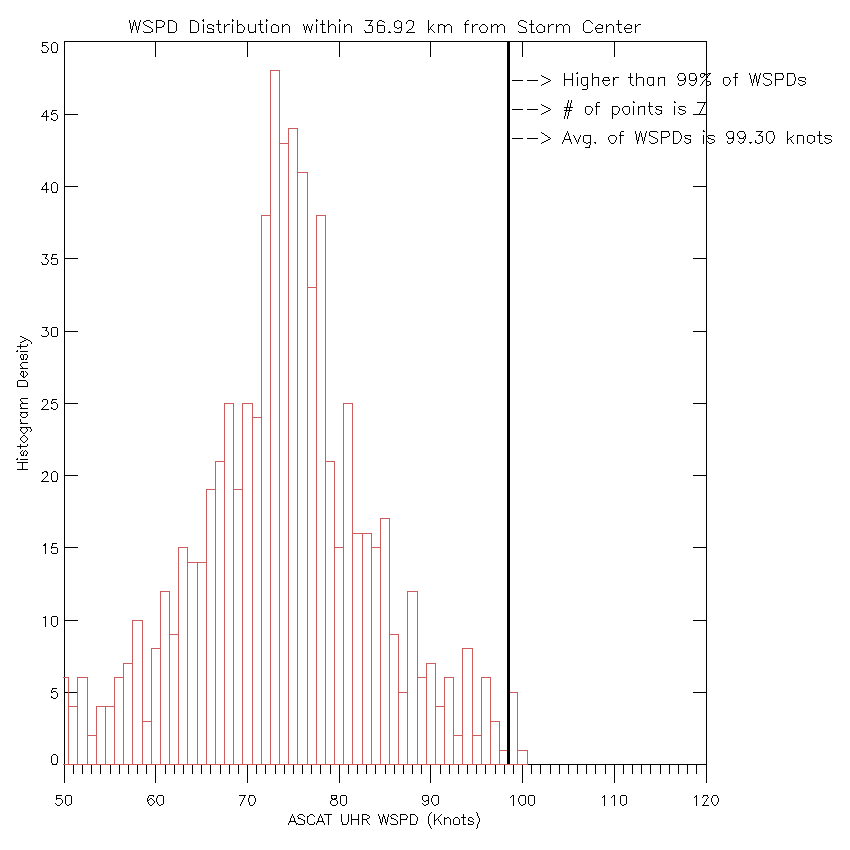 WSPD Distribution within 36.92 km from Storm Center
50
--> Higher than 99% of WSPDs
--> # of points is 7
45
--> Avg. of WSPDs is 99.30 knots
40
35
30
25
20
15
10
5
0
Histogram Density
50 60 70 80 90 100 110 120
ASCAT UHR WSPD (Knots)